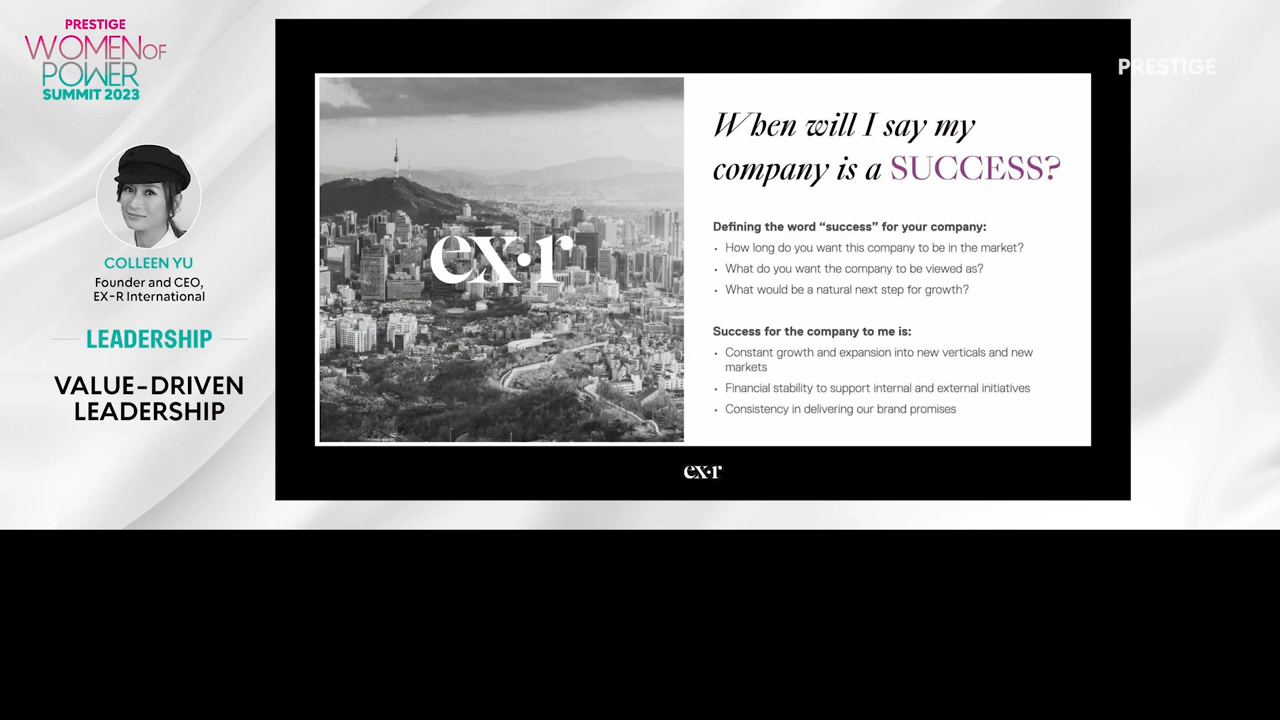 PRESTIGE
WOMEN OF
POWER
SUMMIT 2023
COLLEEN YU
Founder and CEO,
EX-R International
LEADERSHIP
VALUE-DRIVEN
LEADERSHIP
ex·r
When will I say my
company is a SUCCESS?
Defining the word “success” for your company:
• How long do you want this company to be in the market?
• What do you want the company to be viewed as?
• What would be a natural next step for growth?
Success for the company to me is:
• Constant growth and expansion into new verticals and new
markets
• Financial stability to support internal and external initiatives
• Consistency in delivering our brand promises
ex·r
PRESTIGE